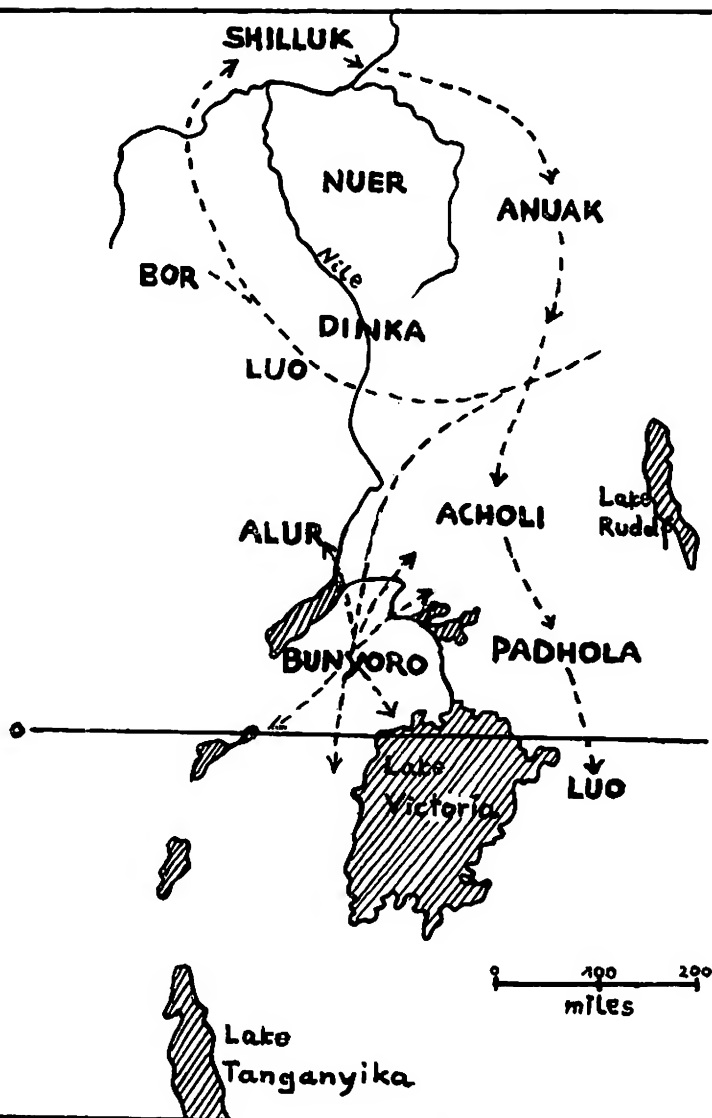 SHILLUK
NUER
ANUAK
Nile
BOR
DINKA
LUO
ALUR
ACHOLI
Lake
Rudolf
BUNYORO
PADHOLA
0
Lake
Victoria
LUO
0 100 200
miles
Lake
Tanganyika